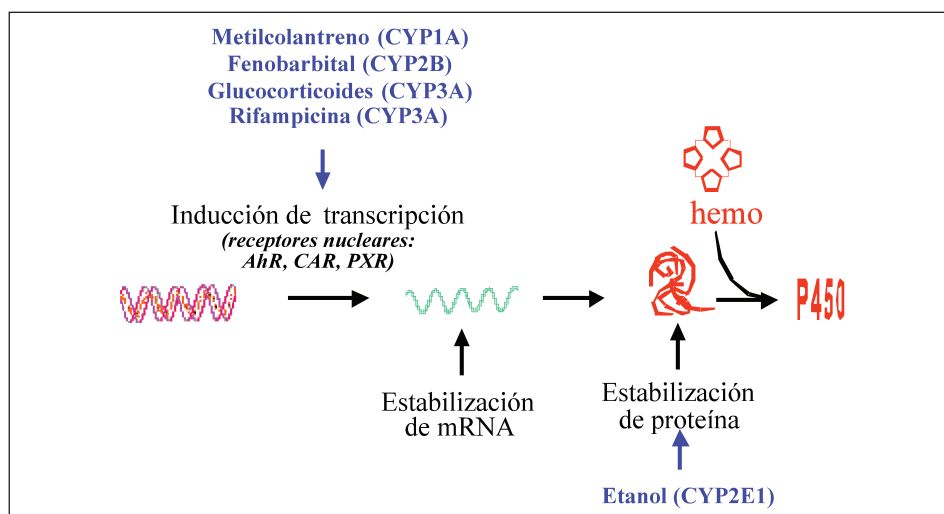 Metilcolantreno (CYP1A)
Fenobarbital (CYP2B)
Glucocorticoides (CYP3A)
Rifampicina (CYP3A)
Inducción de transcripción
(receptores nucleares:
AhR, CAR, PXR)
hemo
P450
Estabilización
de mRNA
Estabilización
de proteína
Etanol (CYP2E1)